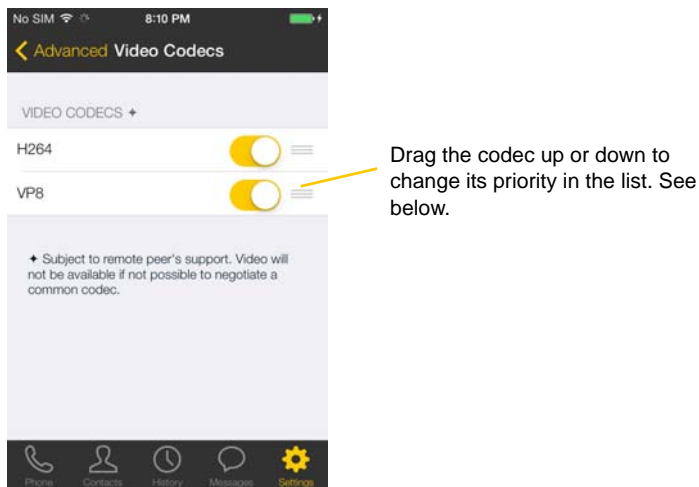 No SIM 8:10 PM
Advanced Video Codecs
VIDEO CODECS ✦
H264
VP8
Drag the codec up or down to
change its priority in the list. See
below.
✦ Subject to remote peer's support. Video will
not be available if not possible to negotiate a
common codec.
Phone Contacts History Messages Settings